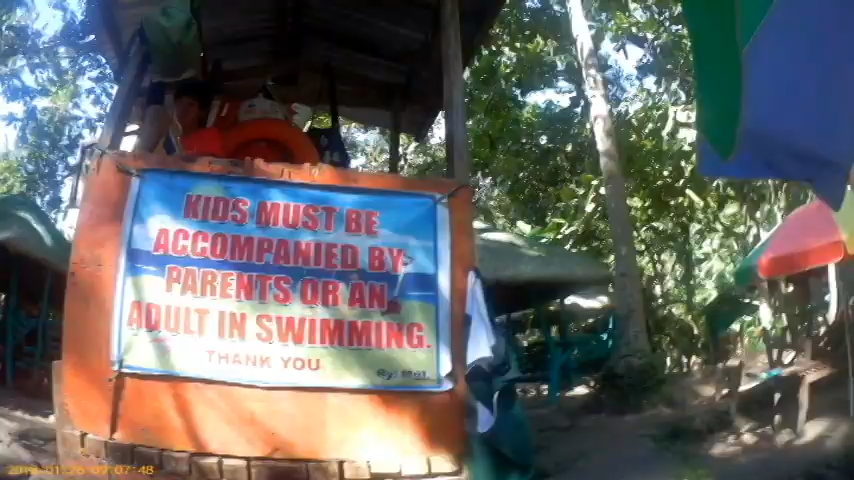 KIDS MUST BE
ACCOMPANIED BY
PARENTS OR AN
ADULT IN SWIMMING.
THANK YOU